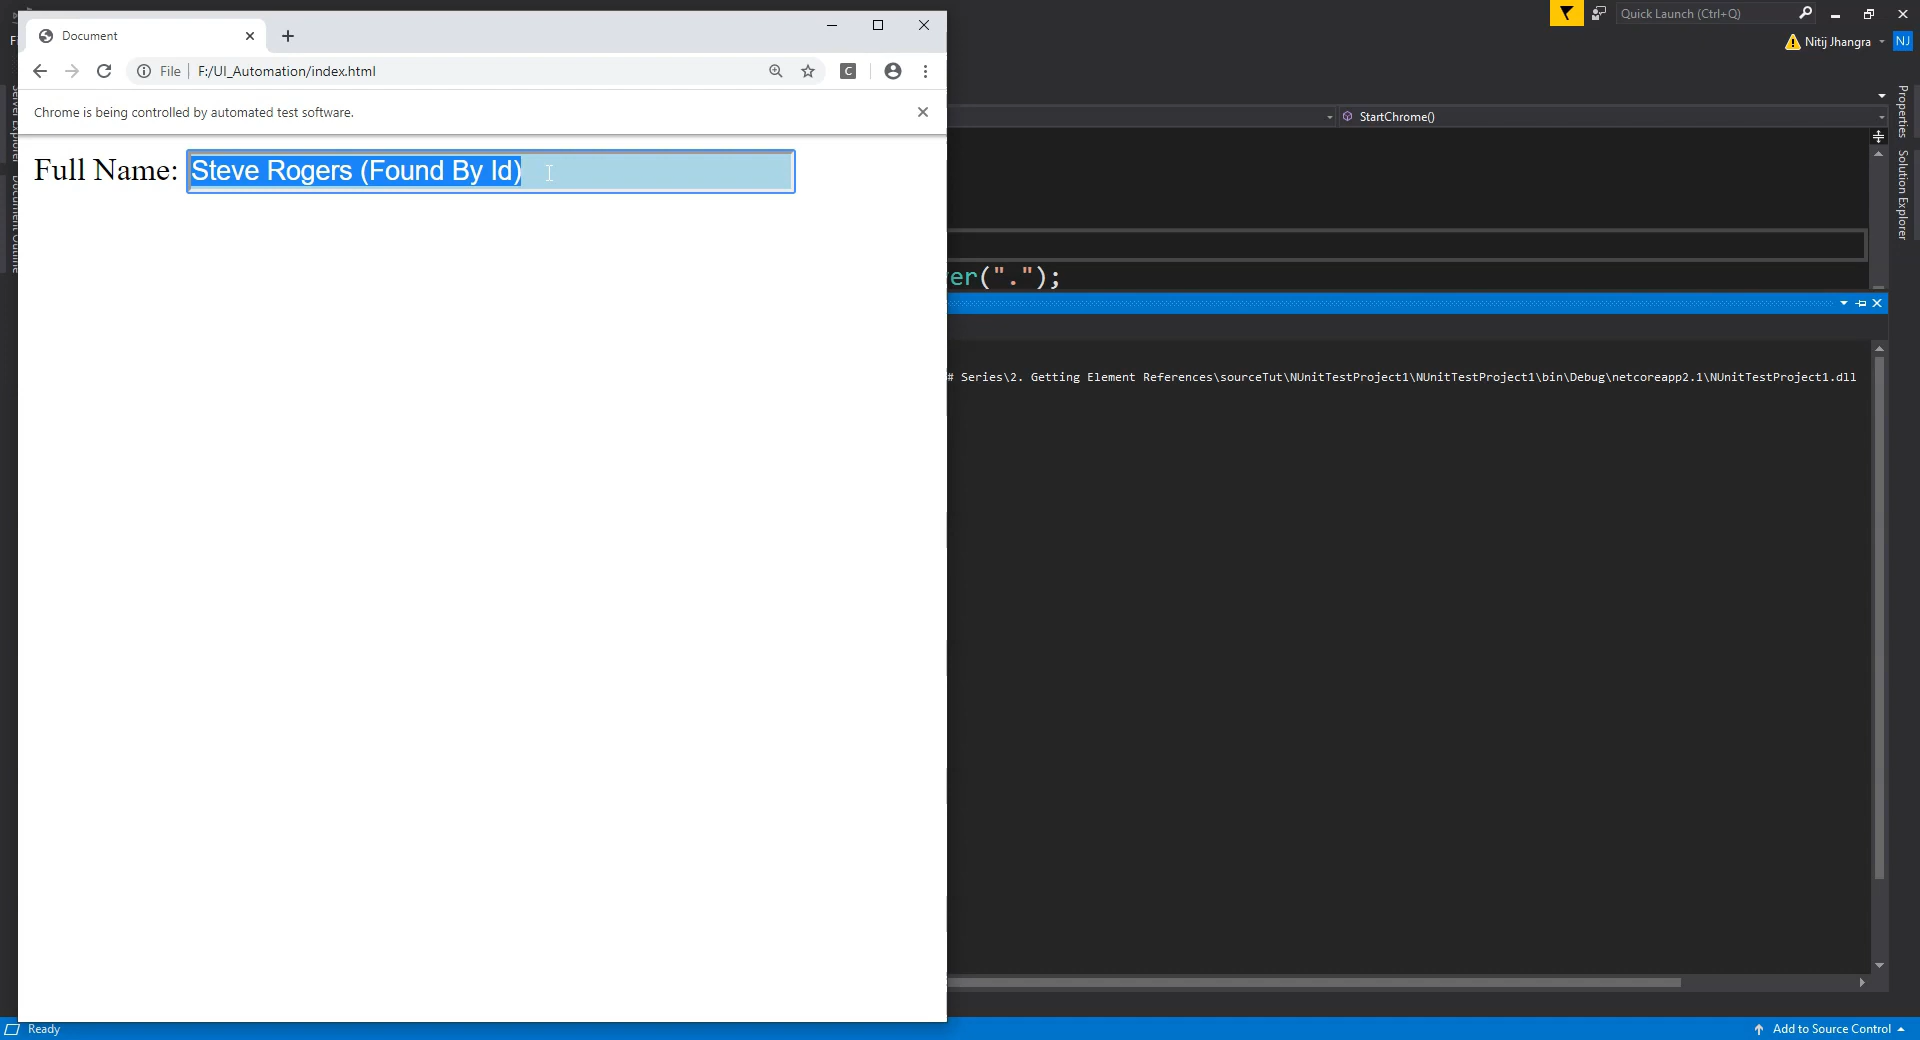 Document
Quick Launch (Ctrl+Q)
Nitij Jhangra
NJ
File
F:/UI_Automation/index.html
C
Chrome is being controlled by automated test software.
StartChrome()
Properties
Solution Explorer
Full Name: Steve Rogers (Found By Id)
er(".");
# Series\2. Getting Element References\sourceTut\NUnitTestProject1\NUnitTestProject1\bin\Debug\netcoreapp2.1\NUnitTestProject1.dll
Ready
Add to Source Control